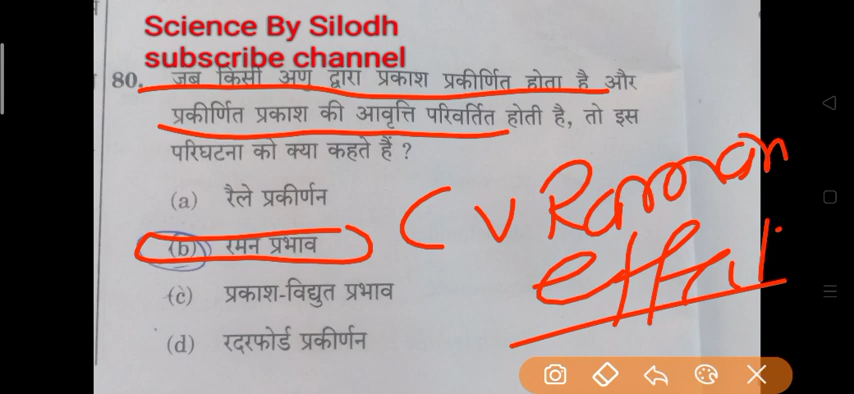 Science By Silodh
subscribe channel
80. जब किसी अणु द्वारा प्रकाश प्रकीर्णित होता है और
प्रकीर्णित प्रकाश की आवृत्ति परिवर्तित होती है, तो इस
परिघटना को क्या कहते हैं ?
(a) रैले प्रकीर्णन
(b) रमन प्रभाव
(c) प्रकाश-विद्युत प्रभाव
(d) रदरफोर्ड प्रकीर्णन
C V Raman